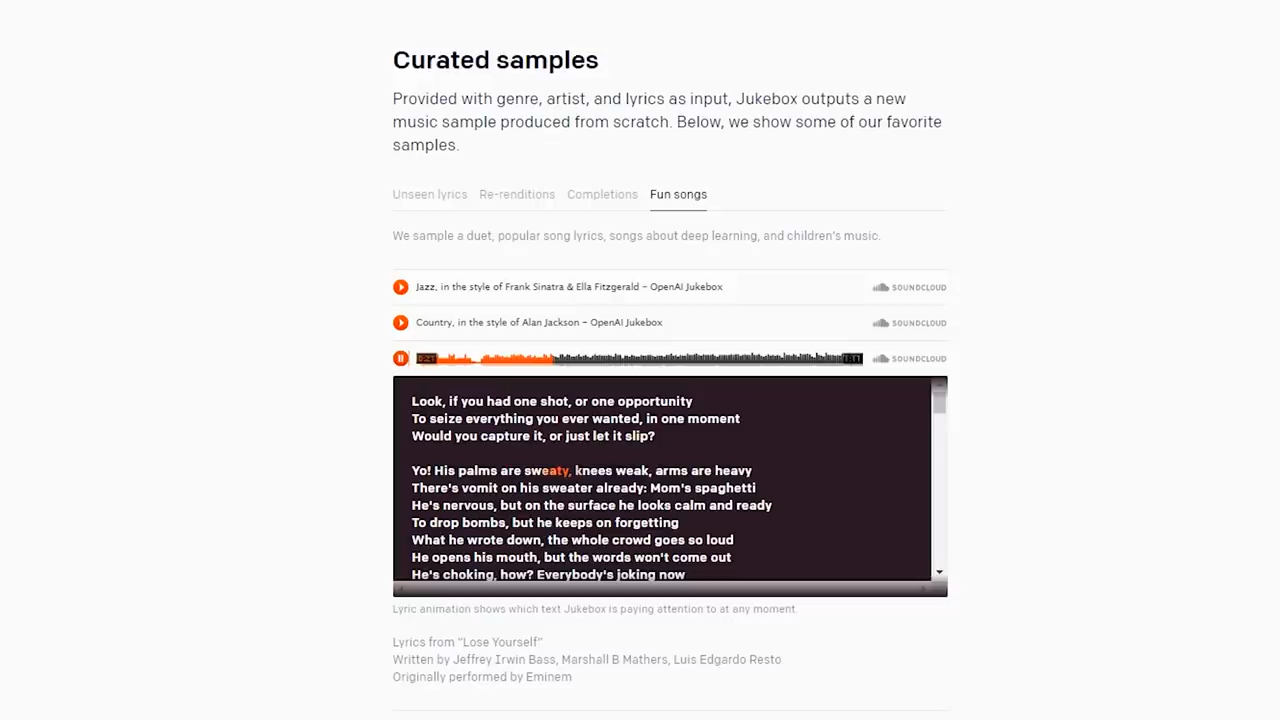 Curated samples
Provided with genre, artist, and lyrics as input, Jukebox outputs a new
music sample produced from scratch. Below, we show some of our favorite
samples.
Unseen lyrics Re-renditions Completions Fun songs
We sample a duet, popular song lyrics, songs about deep learning, and children's music.
Jazz, in the style of Frank Sinatra & Ella Fitzgerald – OpenAI Jukebox SOUNDCLOUD
Country, in the style of Alan Jackson – OpenAI Jukebox SOUNDCLOUD
0:21 1:11 SOUNDCLOUD
Look, if you had one shot, or one opportunity
To seize everything you ever wanted, in one moment
Would you capture it, or just let it slip?
Yo! His palms are sweaty, knees weak, arms are heavy
There's vomit on his sweater already: Mom's spaghetti
He's nervous, but on the surface he looks calm and ready
To drop bombs, but he keeps on forgetting
What he wrote down, the whole crowd goes so loud
He opens his mouth, but the words won't come out
He's choking, how? Everybody's joking now
Lyric animation shows which text Jukebox is paying attention to at any moment.
Lyrics from "Lose Yourself"
Written by Jeffrey Irwin Bass, Marshall B Mathers, Luis Edgardo Resto
Originally performed by Eminem